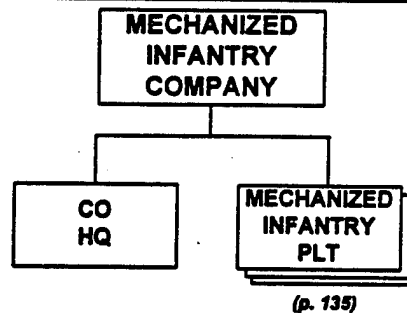 MECHANIZED
INFANTRY
COMPANY
CO
HQ
MECHANIZED
INFANTRY
PLT
(p. 135)